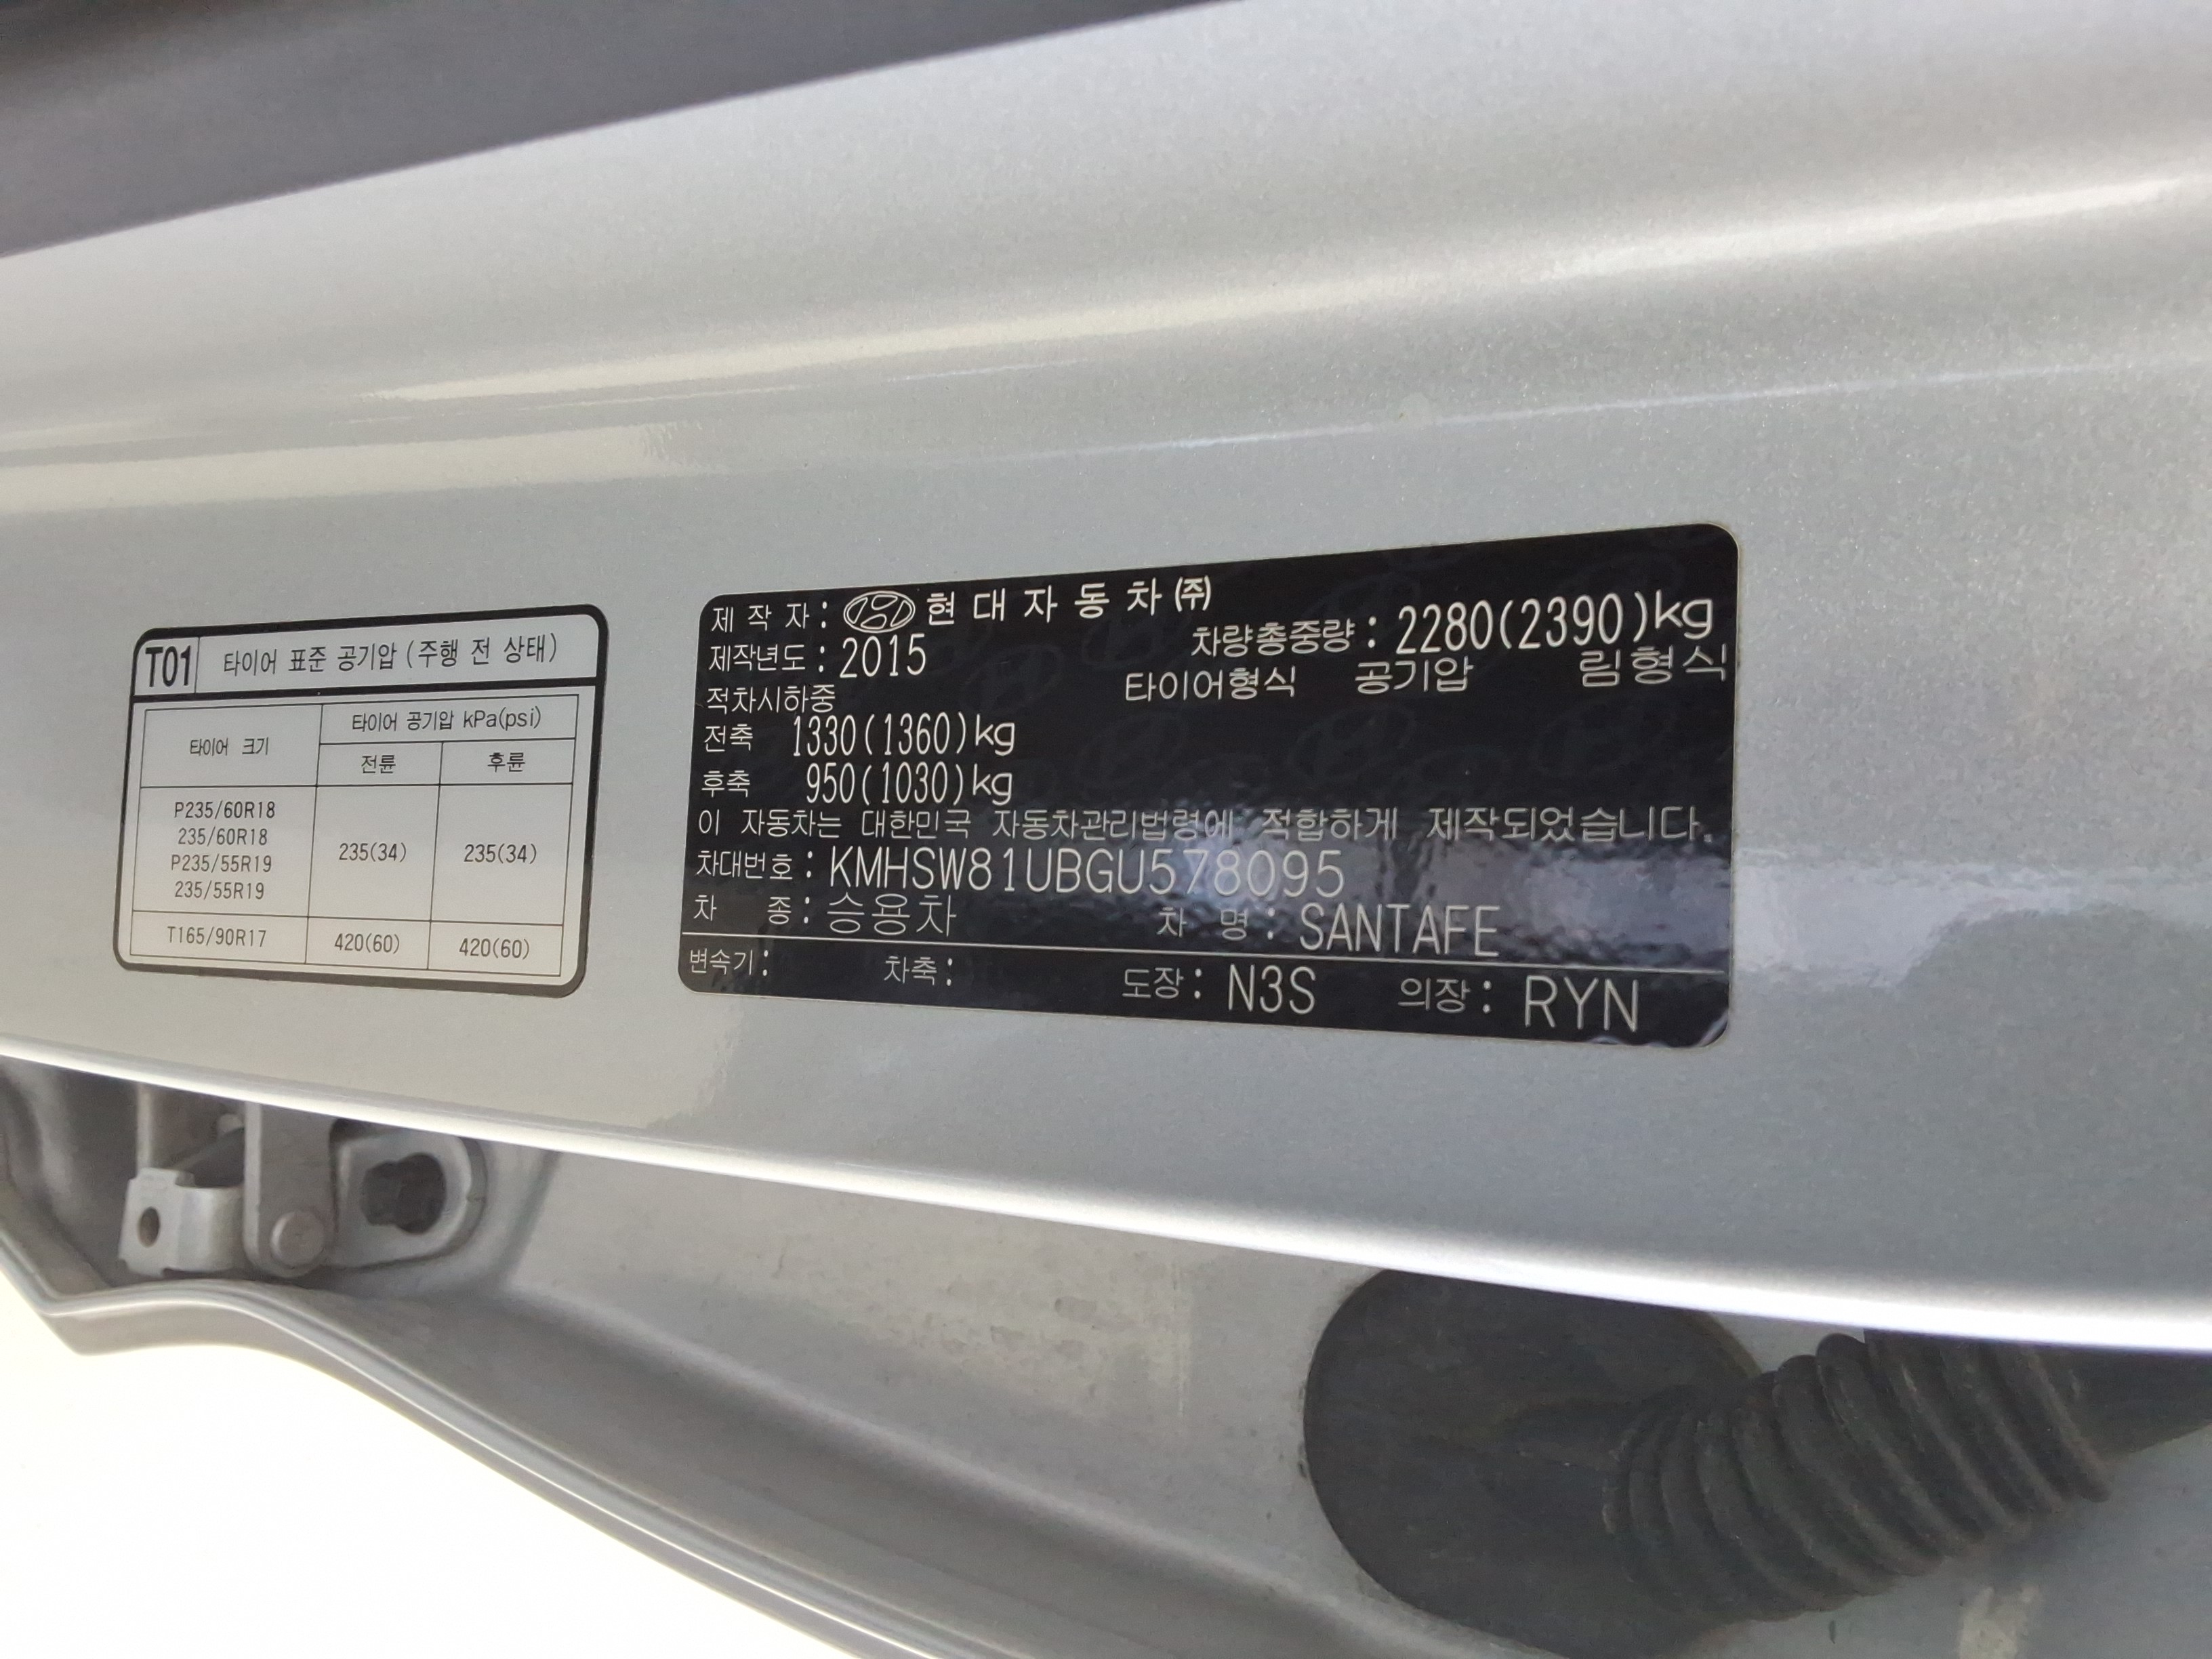 T01 타이어 표준 공기압 (주행 전 상태)
타이어 크기 타이어 공기압 kPa(psi)
전륜 후륜
P235/60R18
235/60R18
P235/55R19
235/55R19
235(34) 235(34)
T165/90R17 420(60) 420(60)
제 작 자 : 현 대 자 동 차 ㈜
제작년도 : 2015 차량총중량 : 2280(2390)kg
적차시하중 타이어형식 공기압 림형식
전축 1330(1360)kg
후축 950(1030)kg
이 자동차는 대한민국 자동차관리법령에 적합하게 제작되었습니다.
차대번호 : KMHSW81UBGU578095
차 종 : 승용차 차 명 : SANTAFE
변속기 : 차축 : 도장 : N3S 의장 : RYN